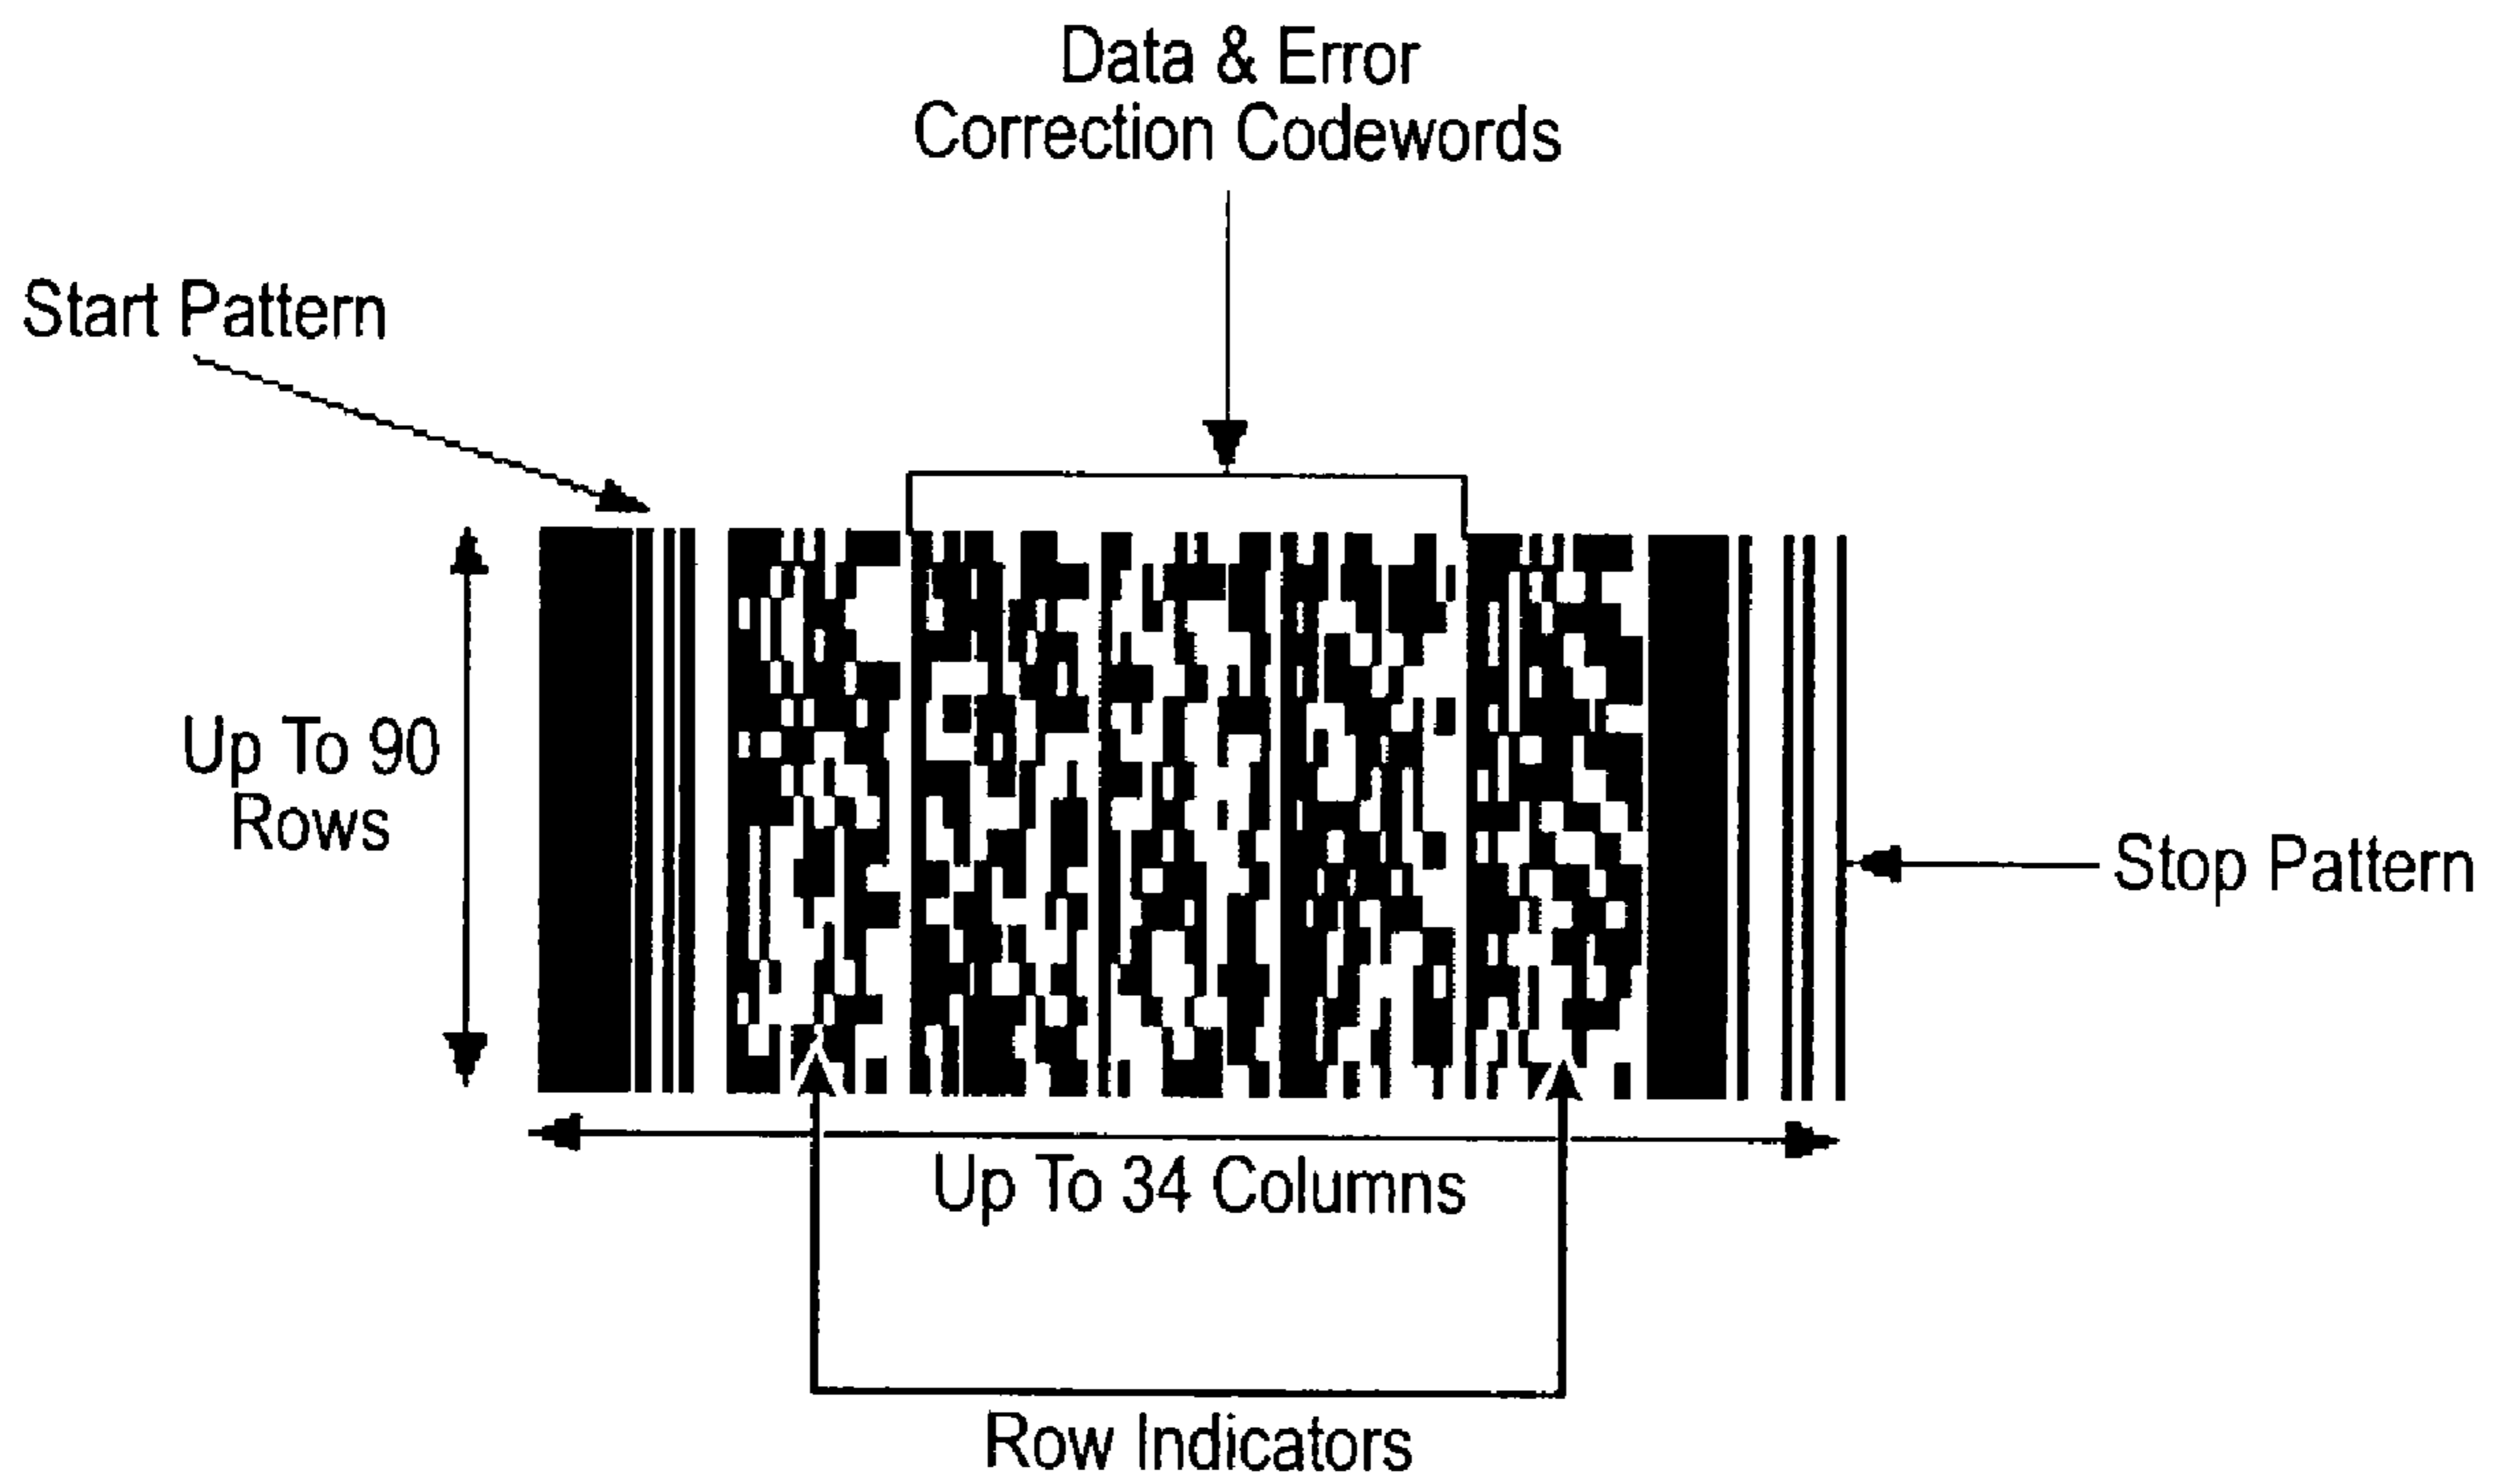 Data & Error
Correction Codewords
Start Pattern
Up To 90
Rows
Stop Pattern
Up To 34 Columns
Row Indicators